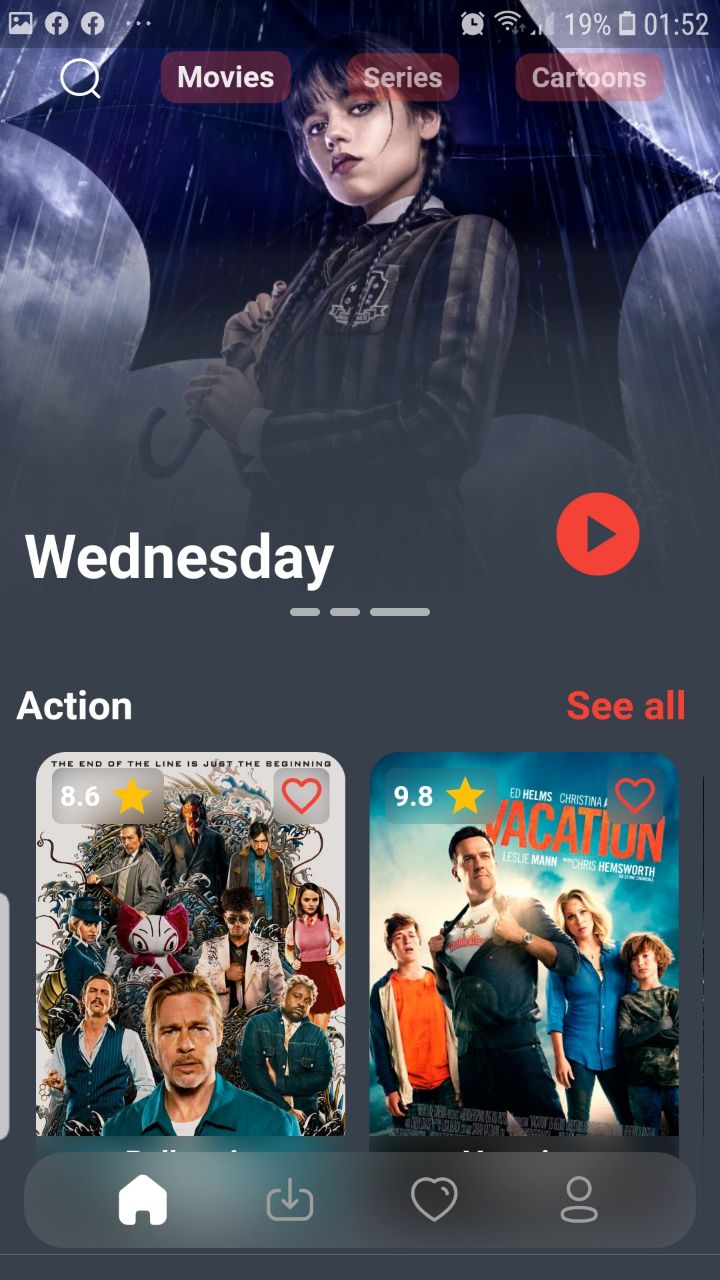 19% 01:52
Movies Series Cartoons
Wednesday
Action See all
THE END OF THE LINE IS JUST THE BEGINNING
8.6
9.8
ED HELMS CHRISTINA
VACATION
LESLIE MANN WITH CHRIS HEMSWORTH